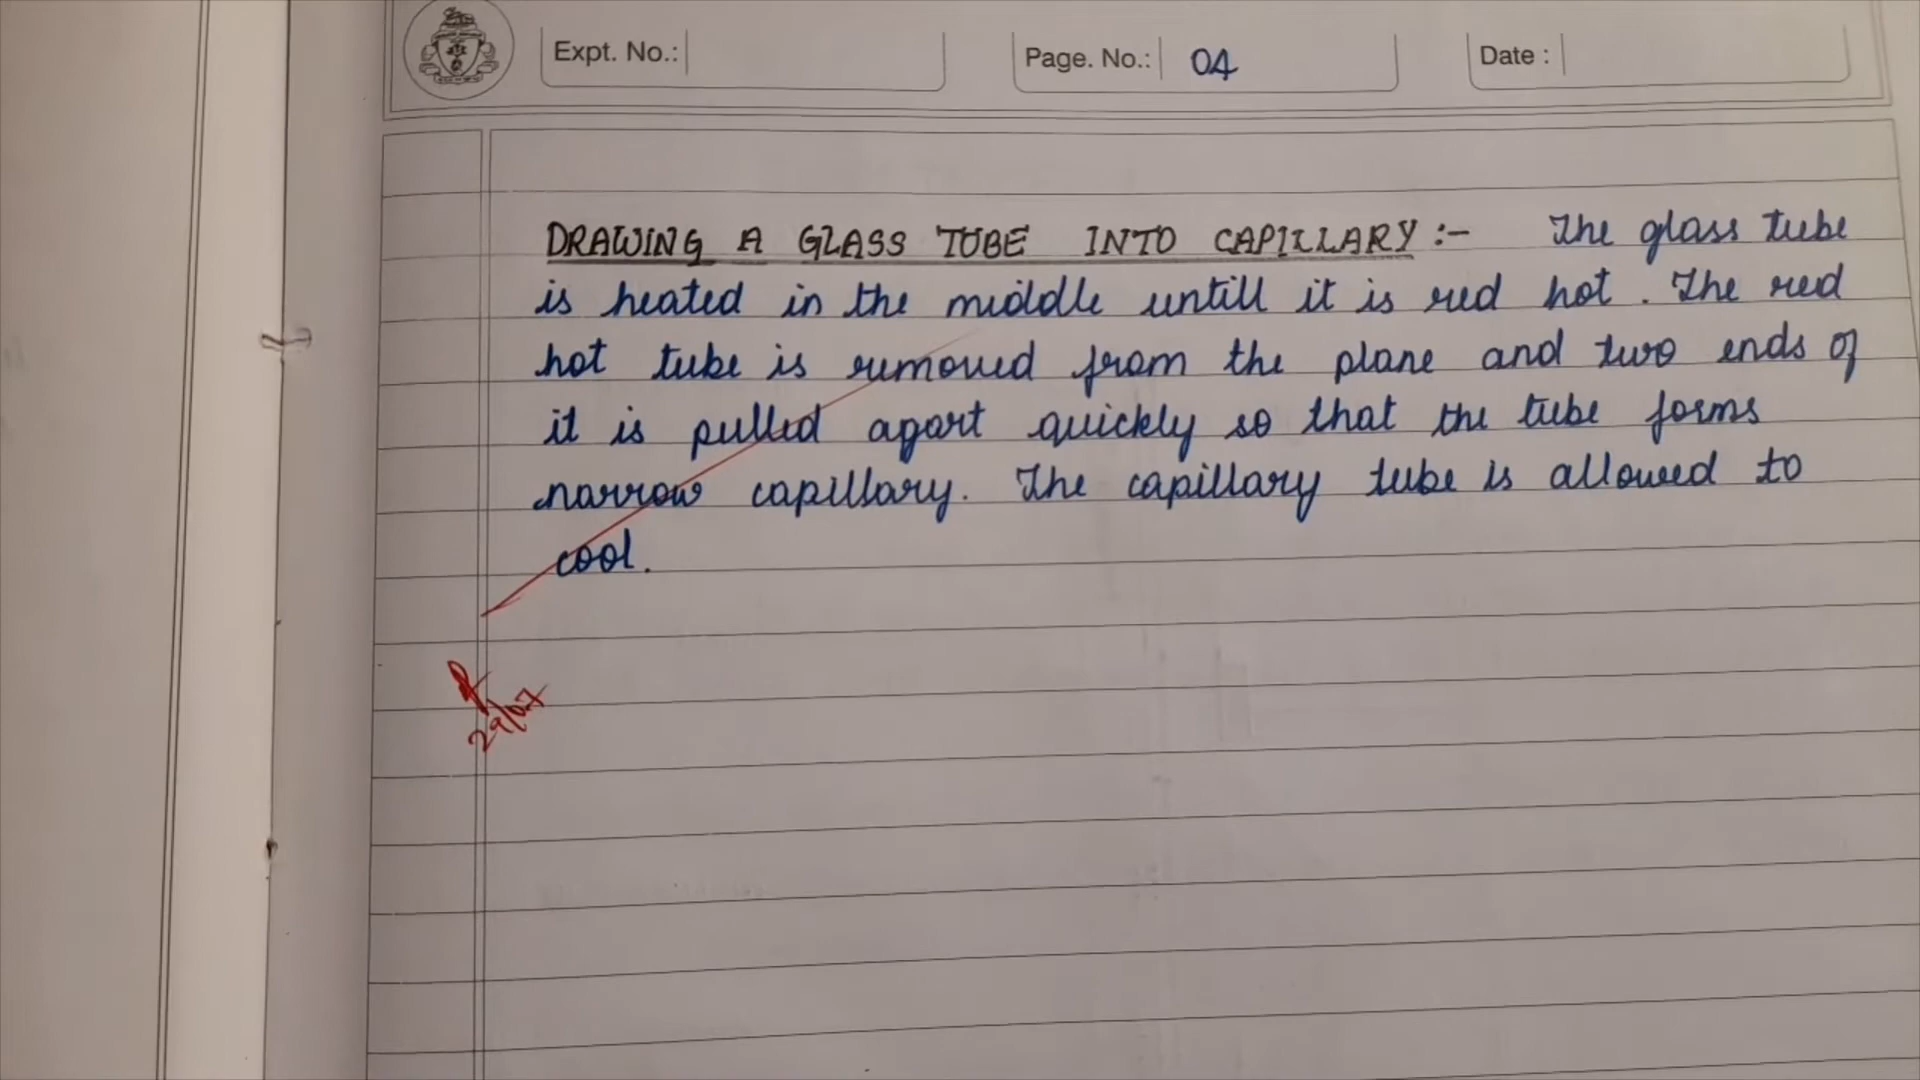 Expt. No.:
Page. No.: 04
Date :
DRAWING A GLASS TUBE INTO CAPILLARY :- The glass tube
is heated in the middle untill it is red hot . The red
hot tube is removed from the plane and two ends of
it is pulled apart quickly so that the tube forms
narrow capillary. The capillary tube is allowed to
cool.
29/07